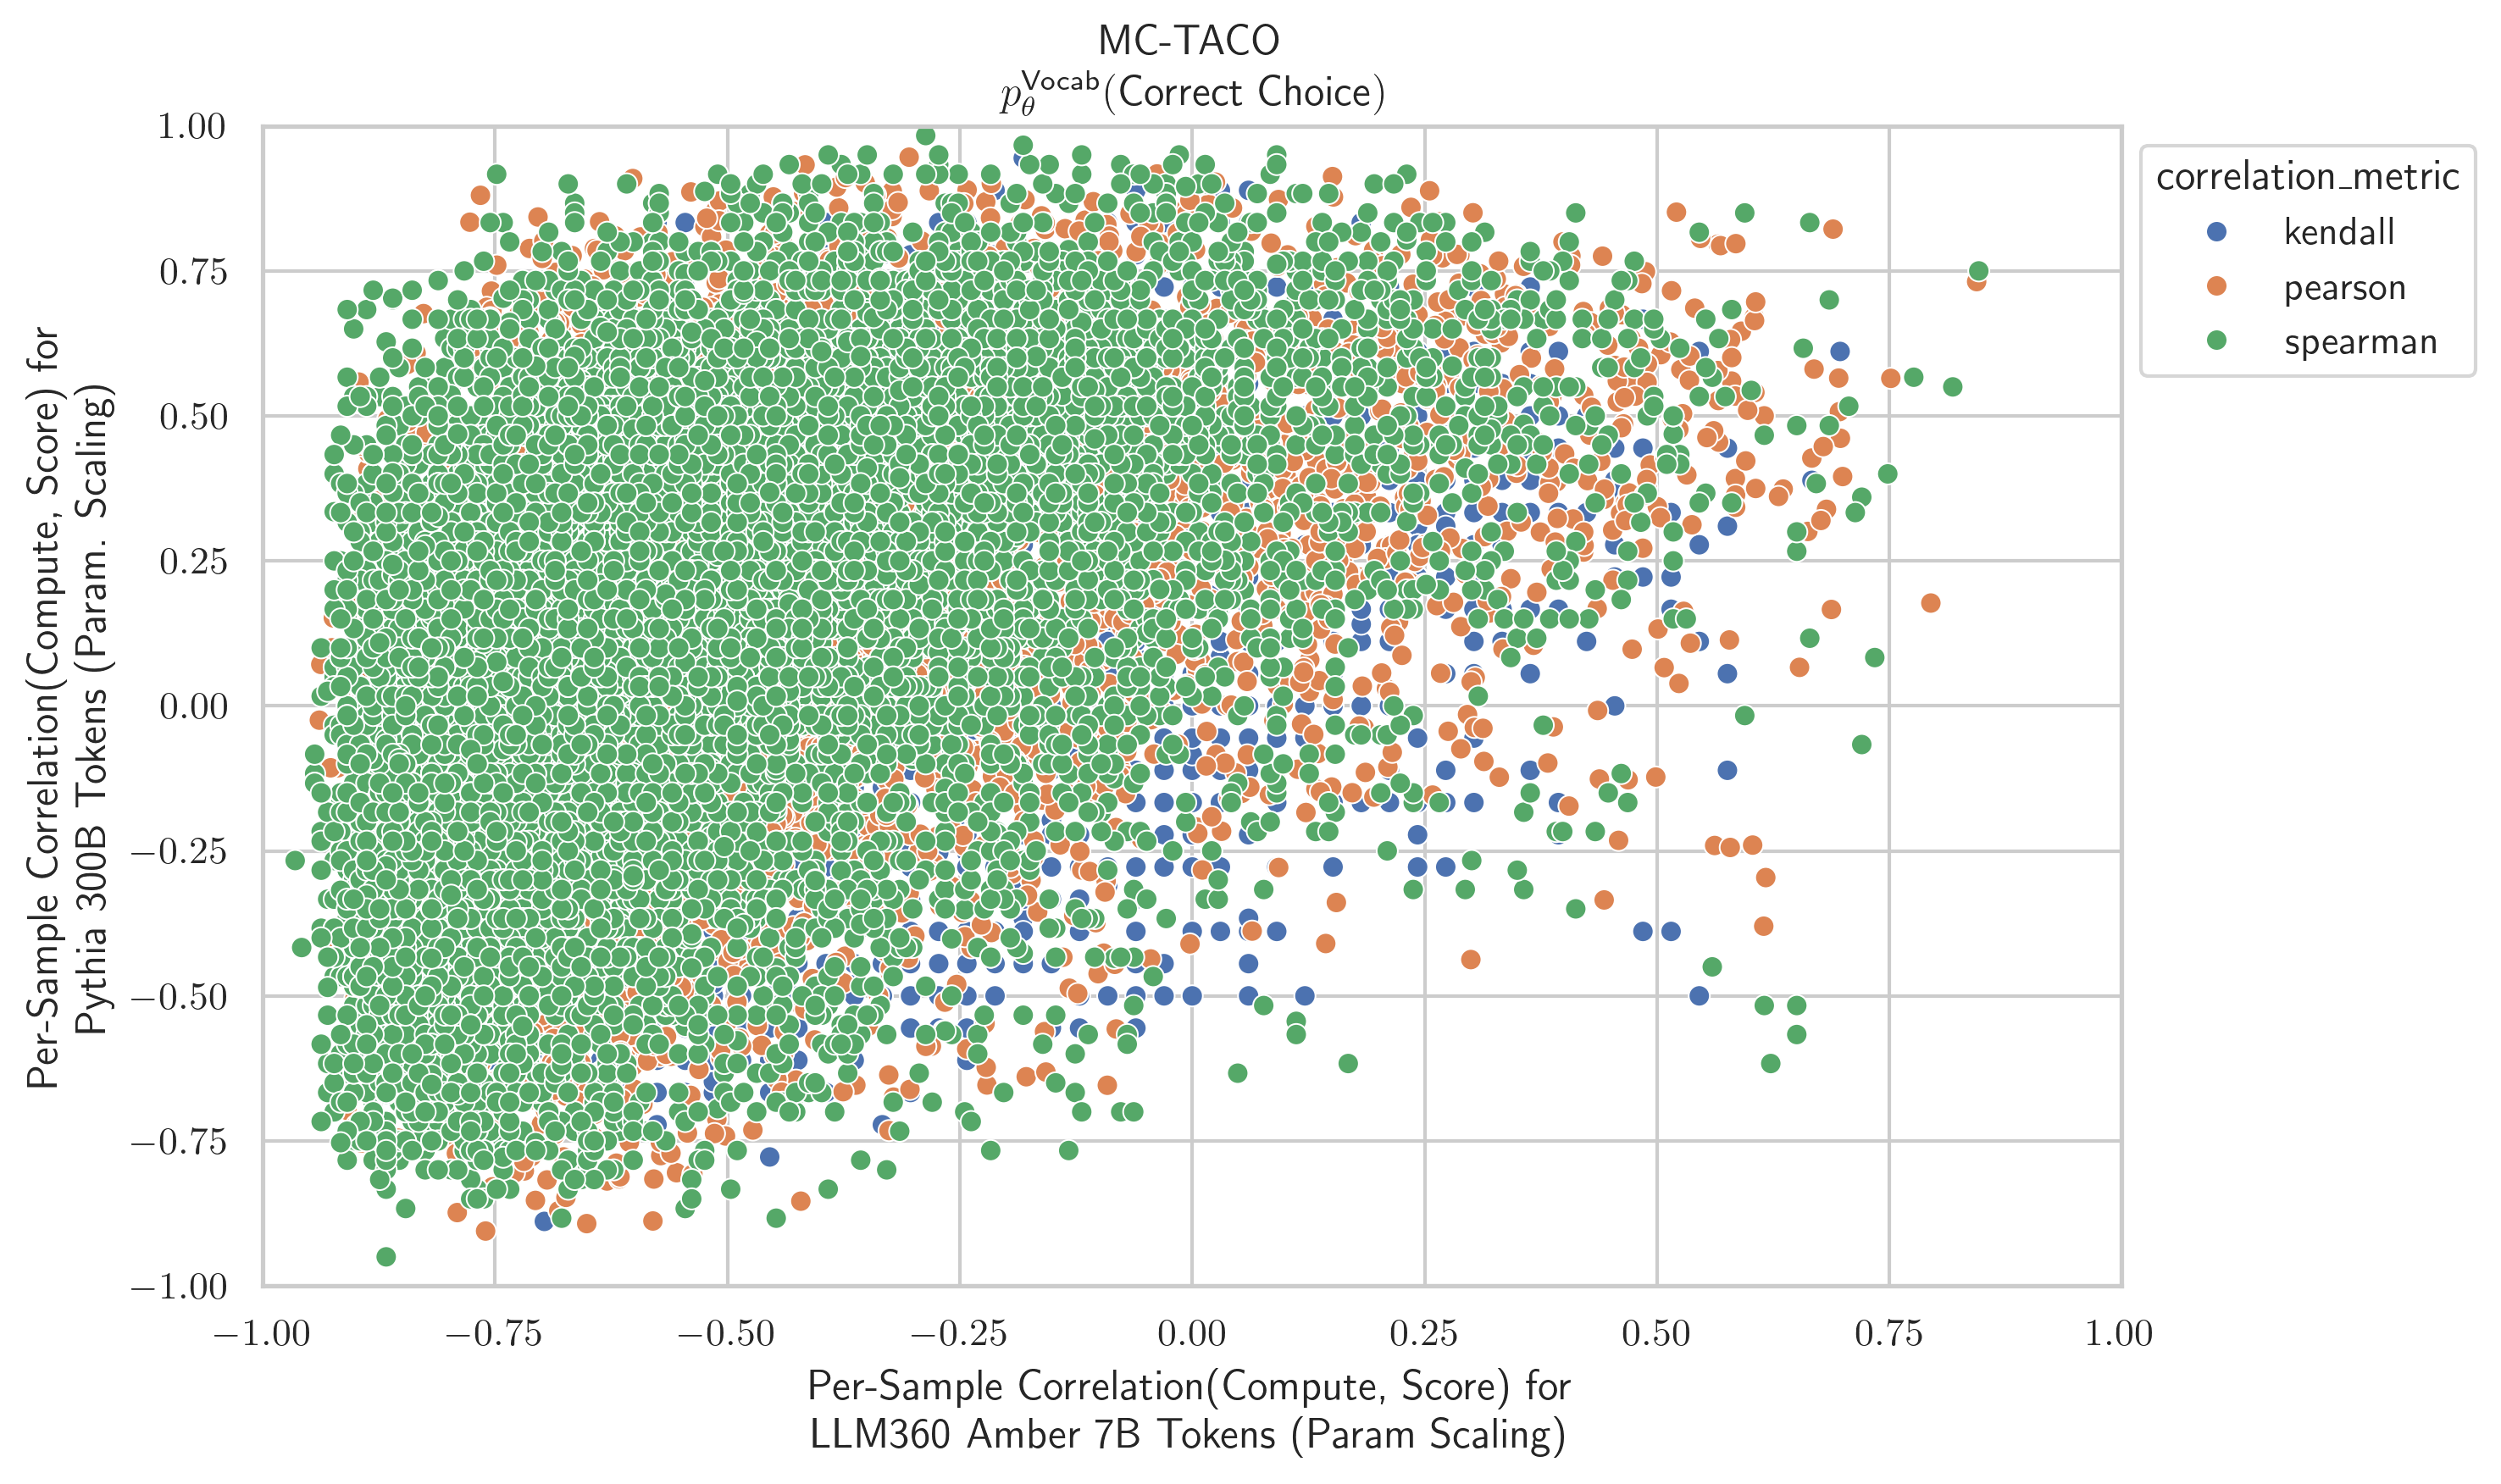 MC-TACO
p_θ^Vocab(Correct Choice)
1.00
0.75
0.50
0.25
0.00
−0.25
−0.50
−0.75
−1.00
Per-Sample Correlation(Compute, Score) for
Pythia 300B Tokens (Param. Scaling)
correlation_metric
kendall
pearson
spearman
−1.00 −0.75 −0.50 −0.25 0.00 0.25 0.50 0.75 1.00
Per-Sample Correlation(Compute, Score) for
LLM360 Amber 7B Tokens (Param Scaling)